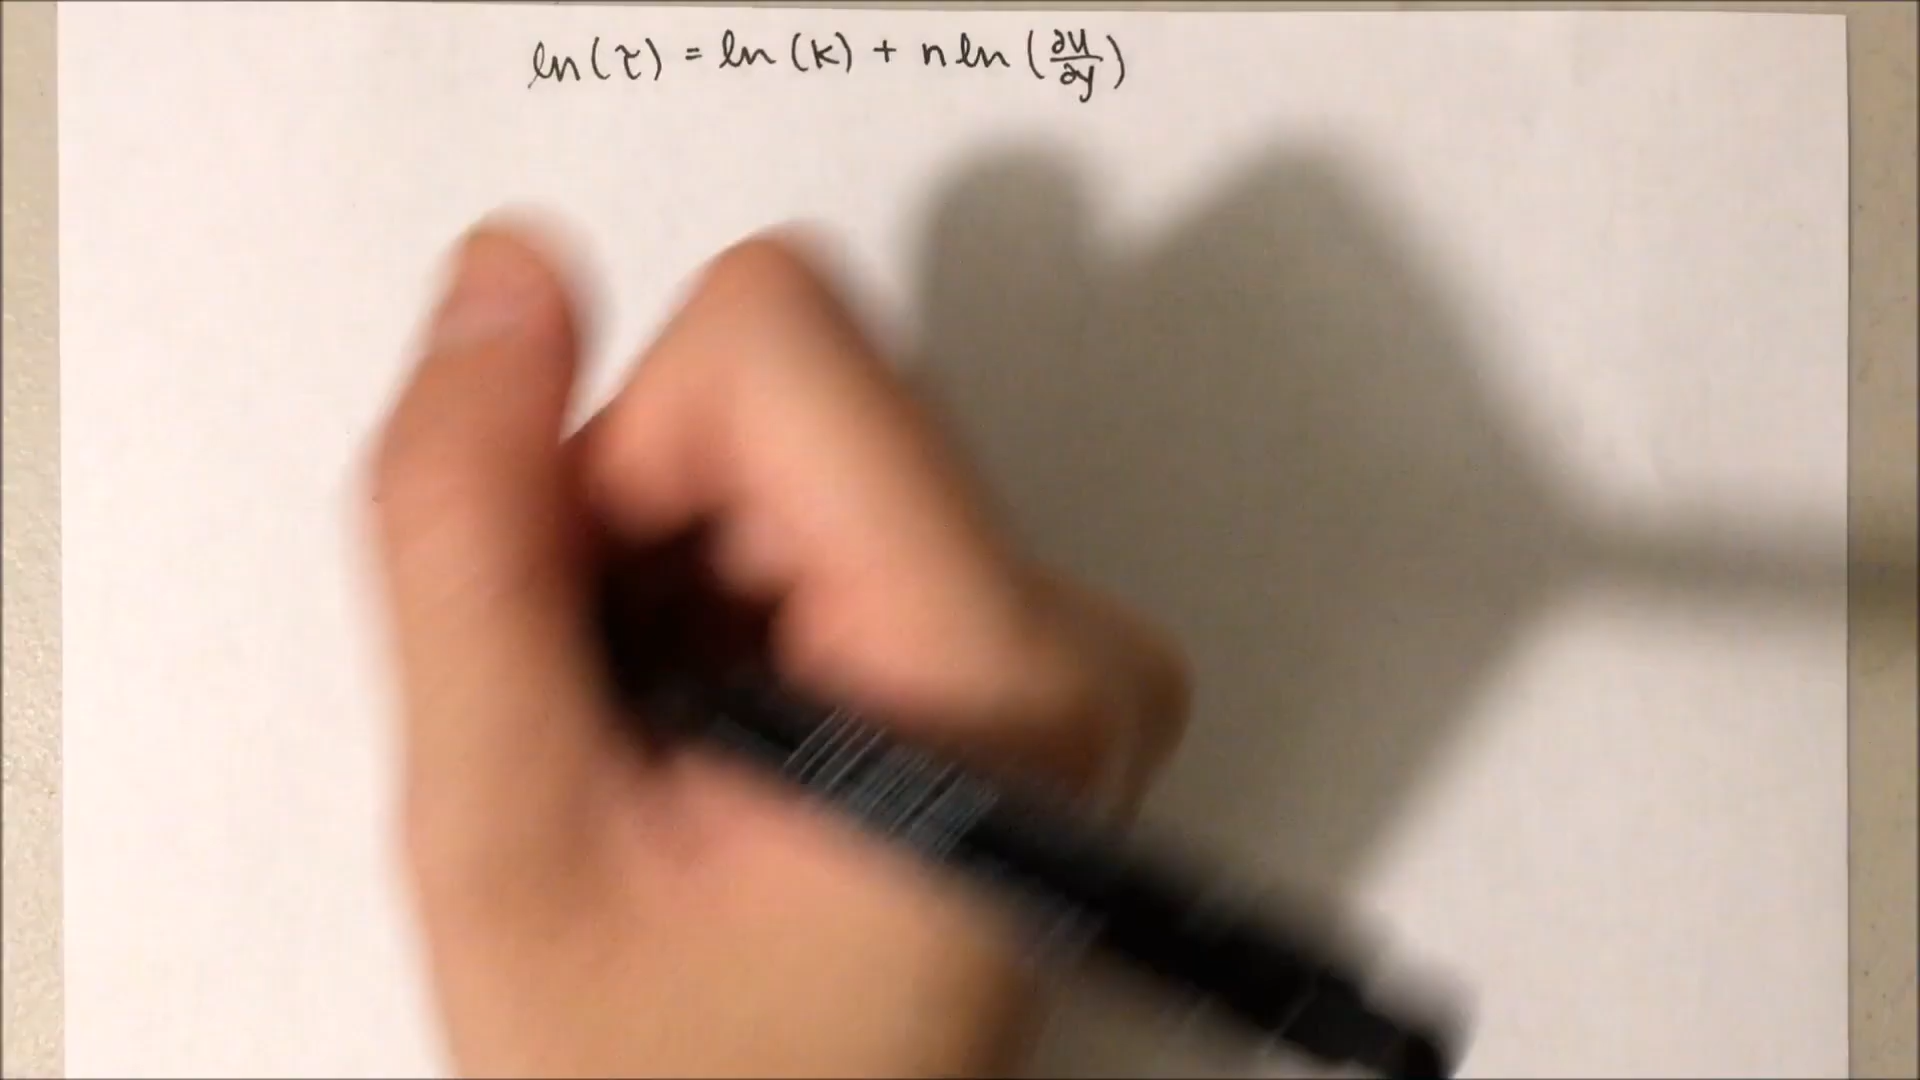 ln(τ) = ln(k) + n ln(∂u/∂y)